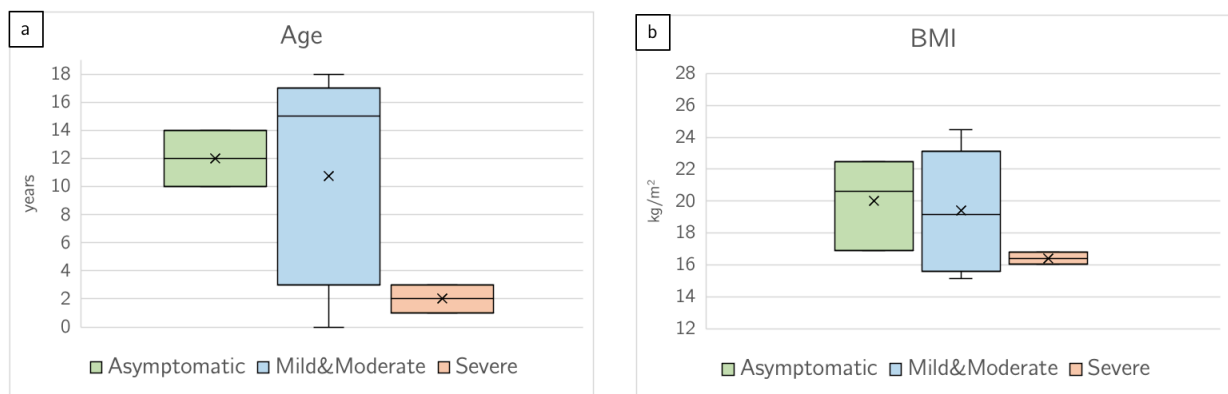 a
Age
years
18
16
14
12
10
8
6
4
2
0
Asymptomatic Mild&Moderate Severe
b
BMI
kg/m²
28
26
24
22
20
18
16
14
12
Asymptomatic Mild&Moderate Severe